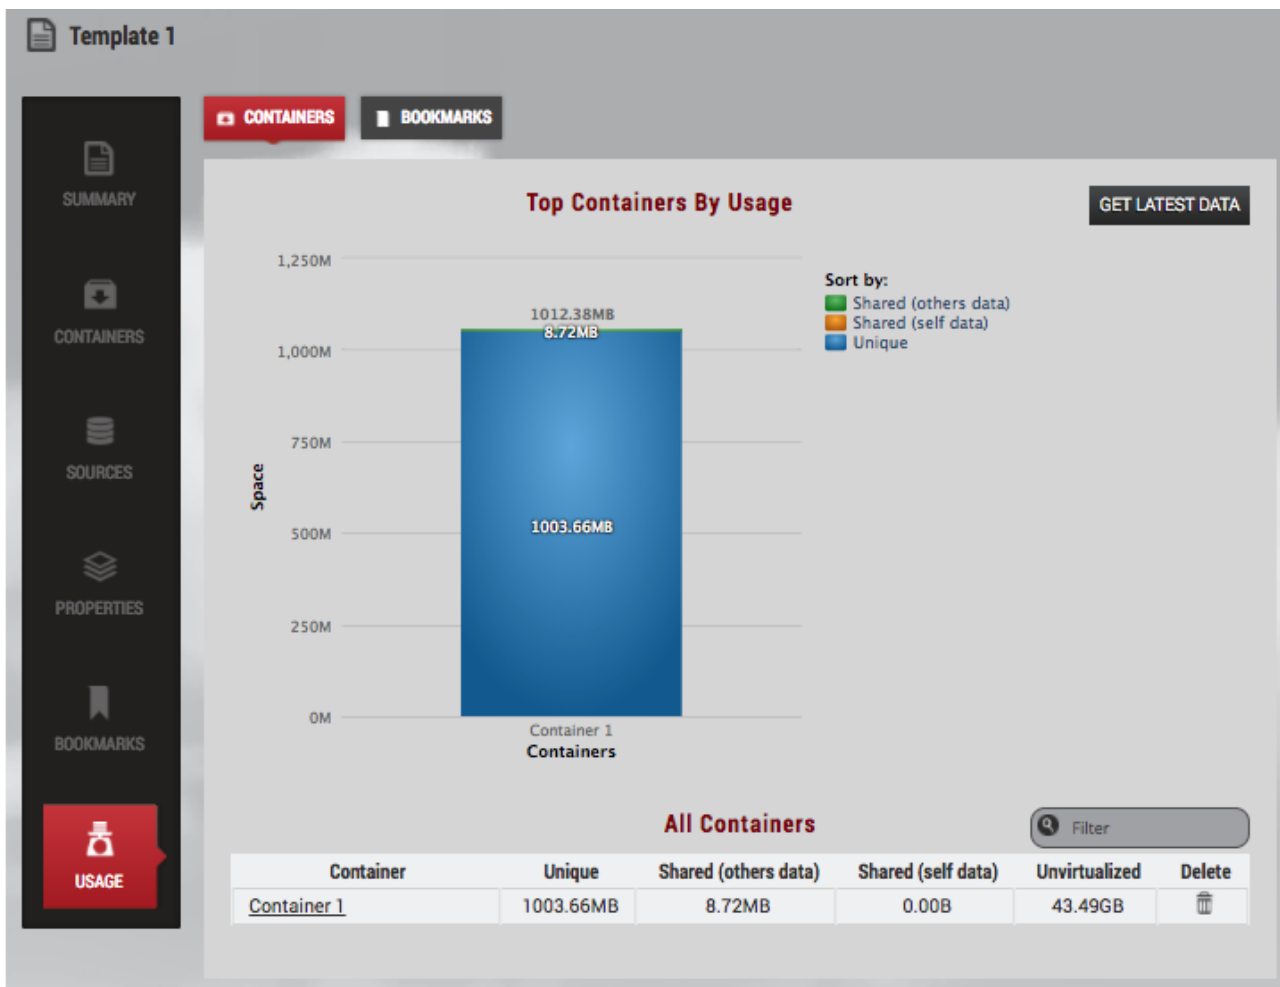 Template 1
CONTAINERS
BOOKMARKS
SUMMARY
CONTAINERS
SOURCES
PROPERTIES
BOOKMARKS
USAGE
Top Containers By Usage
GET LATEST DATA
1,250M
1,000M
750M
500M
250M
0M
Space
1012.38MB
8.72MB
1003.66MB
Container 1
Containers
Sort by:
Shared (others data)
Shared (self data)
Unique
All Containers
Filter
Container Unique Shared (others data) Shared (self data) Unvirtualized Delete
Container 1 1003.66MB 8.72MB 0.00B 43.49GB